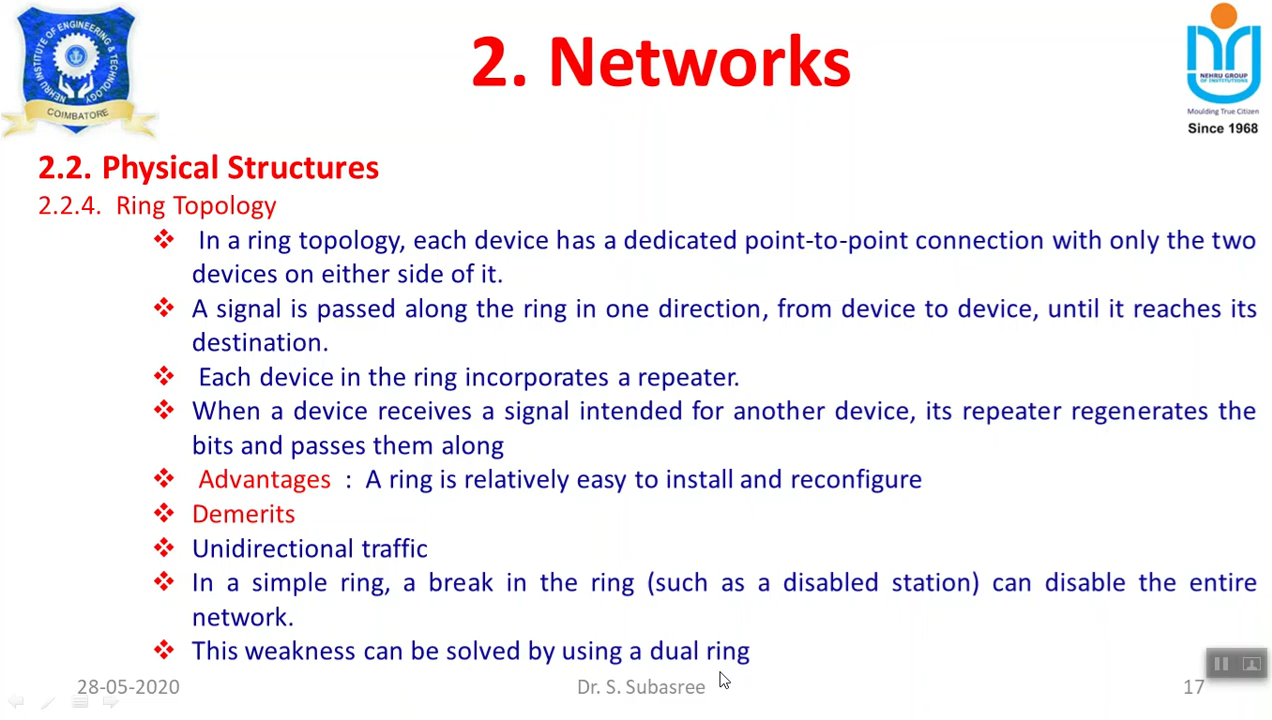 NEHRU INSTITUTE OF ENGINEERING & TECHNOLOGY
COIMBATORE
2. Networks
NEHRU GROUP
OF INSTITUTIONS
Moulding True Citizen
Since 1968
2.2. Physical Structures
2.2.4. Ring Topology
In a ring topology, each device has a dedicated point-to-point connection with only the two
devices on either side of it.
A signal is passed along the ring in one direction, from device to device, until it reaches its
destination.
Each device in the ring incorporates a repeater.
When a device receives a signal intended for another device, its repeater regenerates the
bits and passes them along
Advantages : A ring is relatively easy to install and reconfigure
Demerits
Unidirectional traffic
In a simple ring, a break in the ring (such as a disabled station) can disable the entire
network.
This weakness can be solved by using a dual ring
28-05-2020
Dr. S. Subasree
17